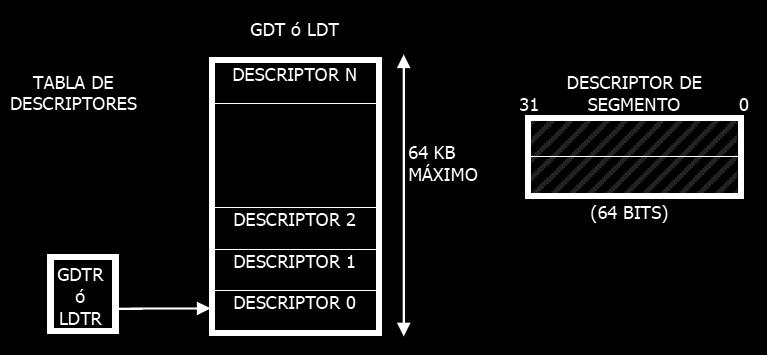 GDT ó LDT
TABLA DE
DESCRIPTORES
DESCRIPTOR N
DESCRIPTOR 2
DESCRIPTOR 1
DESCRIPTOR 0
GDTR
ó
LDTR
64 KB
MÁXIMO
DESCRIPTOR DE
31 SEGMENTO 0
(64 BITS)